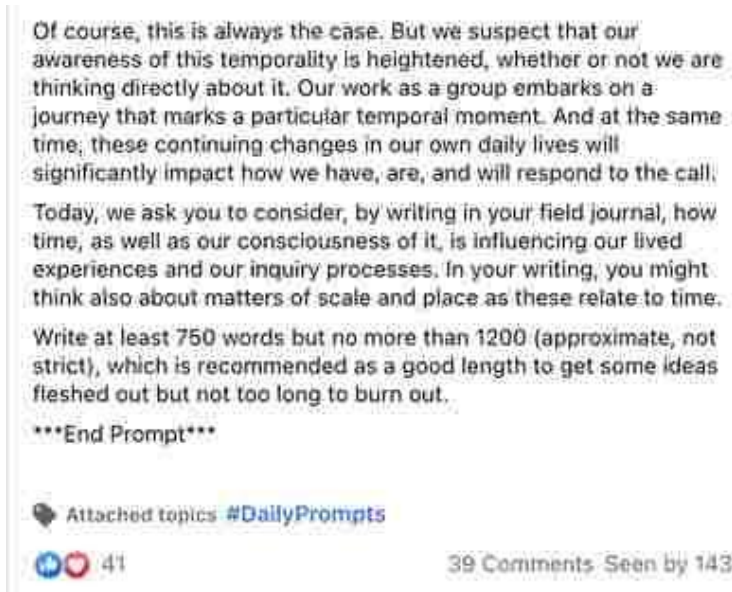 Of course, this is always the case. But we suspect that our
awareness of this temporality is heightened, whether or not we are
thinking directly about it. Our work as a group embarks on a
journey that marks a particular temporal moment. And at the same
time, these continuing changes in our own daily lives will
significantly impact how we have, are, and will respond to the call.
Today, we ask you to consider, by writing in your field journal, how
time, as well as our consciousness of it, is influencing our lived
experiences and our inquiry processes. In your writing, you might
think also about matters of scale and place as these relate to time.
Write at least 750 words but no more than 1200 (approximate, not
strict), which is recommended as a good length to get some ideas
fleshed out but not too long to burn out.
***End Prompt***
Attached topics #DailyPrompts
41 39 Comments Seen by 143